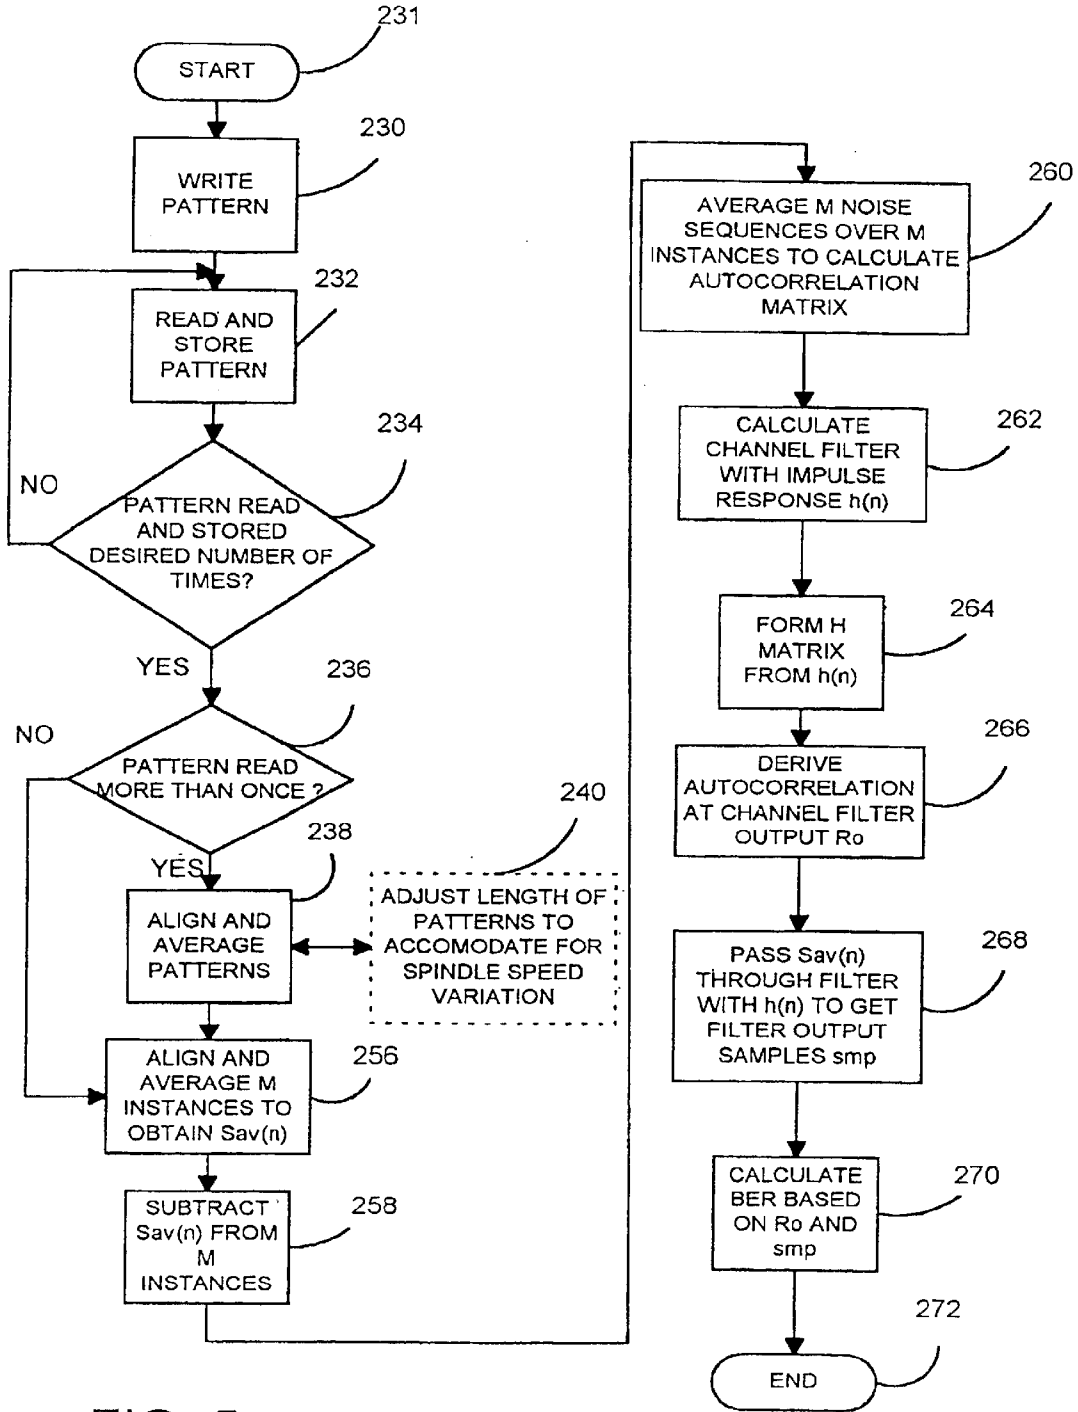 231
START
230
WRITE
PATTERN
232
READ AND
STORE
PATTERN
234
NO
PATTERN READ
AND STORED
DESIRED NUMBER OF
TIMES?
YES
236
NO
PATTERN READ
MORE THAN ONCE ?
YES
238
ALIGN AND
AVERAGE
PATTERNS
240
ADJUST LENGTH OF
PATTERNS TO
ACCOMODATE FOR
SPINDLE SPEED
VARIATION
256
ALIGN AND
AVERAGE M
INSTANCES TO
OBTAIN Sav(n)
258
SUBTRACT
Sav(n) FROM
M
INSTANCES
260
AVERAGE M NOISE
SEQUENCES OVER M
INSTANCES TO CALCULATE
AUTOCORRELATION
MATRIX
262
CALCULATE
CHANNEL FILTER
WITH IMPULSE
RESPONSE h(n)
264
FORM H
MATRIX
FROM h(n)
266
DERIVE
AUTOCORRELATION
AT CHANNEL FILTER
OUTPUT Ro
268
PASS Sav(n)
THROUGH FILTER
WITH h(n) TO GET
FILTER OUTPUT
SAMPLES smp
270
CALCULATE
BER BASED
ON Ro AND
smp
272
END